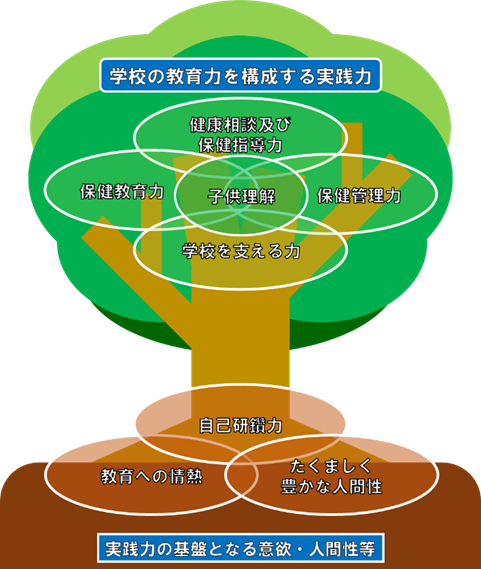 学校の教育力を構成する実践力
健康相談及び
保健指導力
保健教育力
子供理解
保健管理力
学校を支える力
自己研鑽力
教育への情熱
たくましく
豊かな人間性
実践力の基盤となる意欲・人間性等